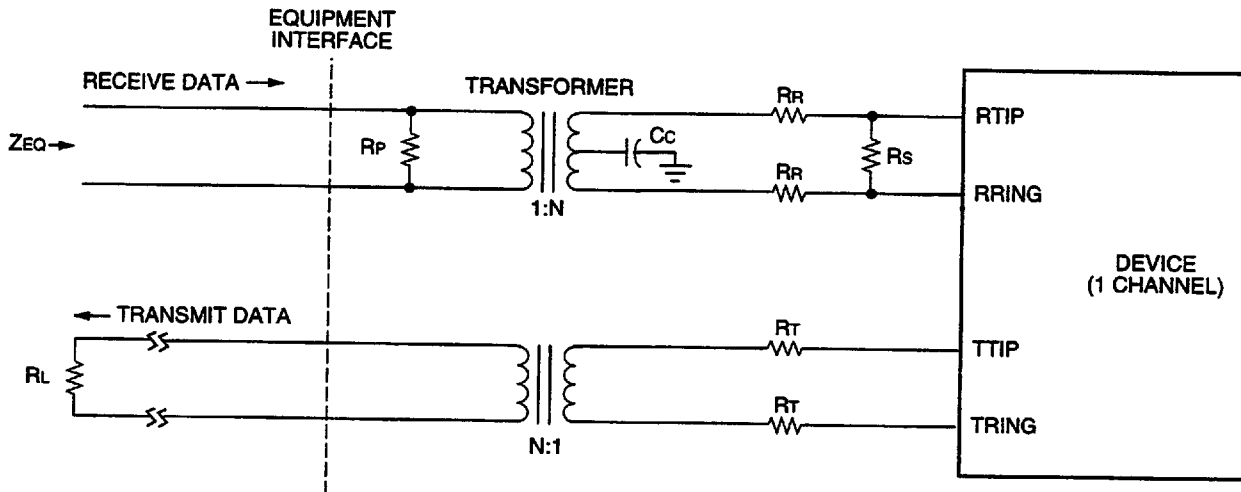 EQUIPMENT
INTERFACE
RECEIVE DATA →
TRANSFORMER
ZEQ →
RP
CC
1:N
RR
RR
RS
RTIP
RRING
DEVICE
(1 CHANNEL)
← TRANSMIT DATA
RL
N:1
RT
RT
TTIP
TRING